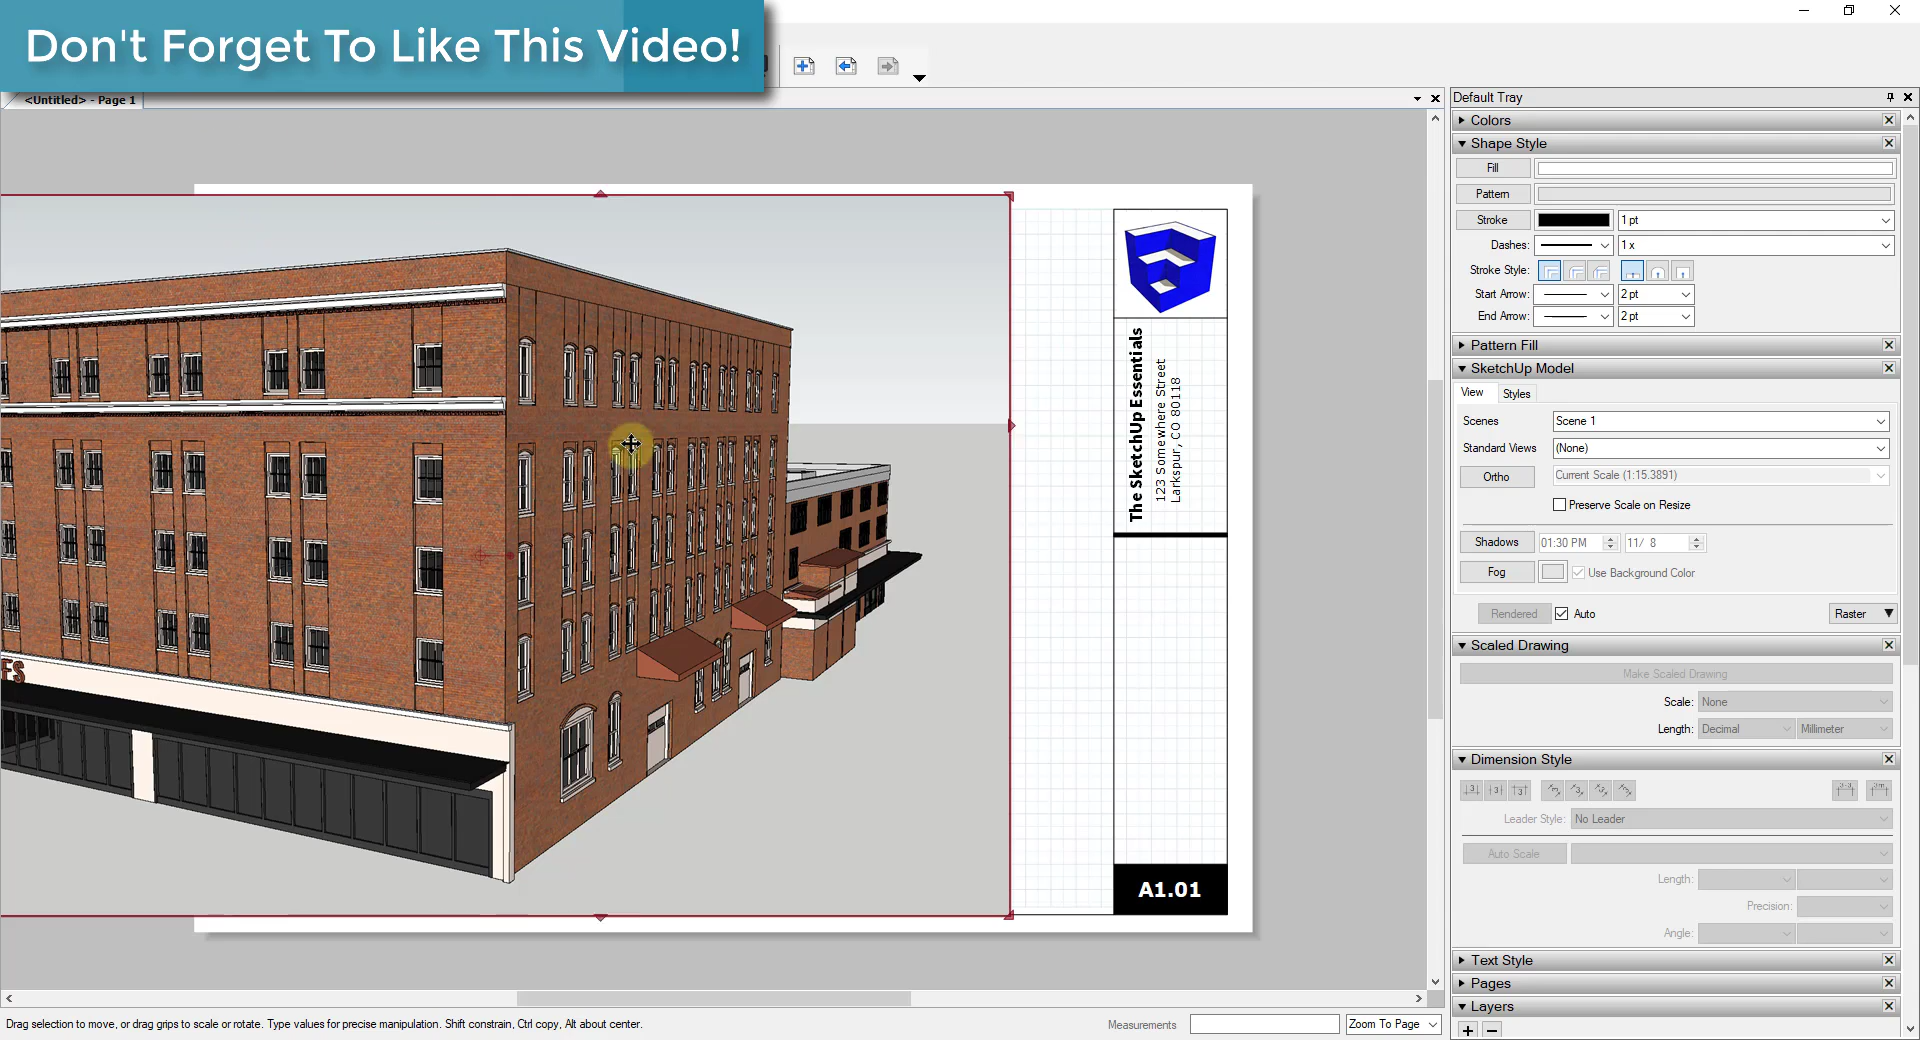 Don't Forget To Like This Video!
<Untitled> - Page 1
Default Tray
Colors
Shape Style
Fill
Pattern
Stroke
1 pt
Dashes:
1 x
Stroke Style:
Start Arrow:
2 pt
End Arrow:
2 pt
Pattern Fill
SketchUp Model
View
Styles
Scenes
Scene 1
Standard Views
(None)
Ortho
Current Scale (1:15.3891)
Preserve Scale on Resize
Shadows
01:30 PM
11/ 8
Fog
Use Background Color
Rendered
Auto
Raster
Scaled Drawing
Make Scaled Drawing
Scale:
None
Length:
Decimal
Millimeter
Dimension Style
Leader Style:
No Leader
Auto Scale
Length:
Precision:
Angle:
Text Style
Pages
Layers
The SketchUp Essentials
123 Somewhere Street
Larkspur, CO 80118
A1.01
FS
Drag selection to move, or drag grips to scale or rotate. Type values for precise manipulation. Shift constrain, Ctrl copy, Alt about center.
Measurements
Zoom To Page